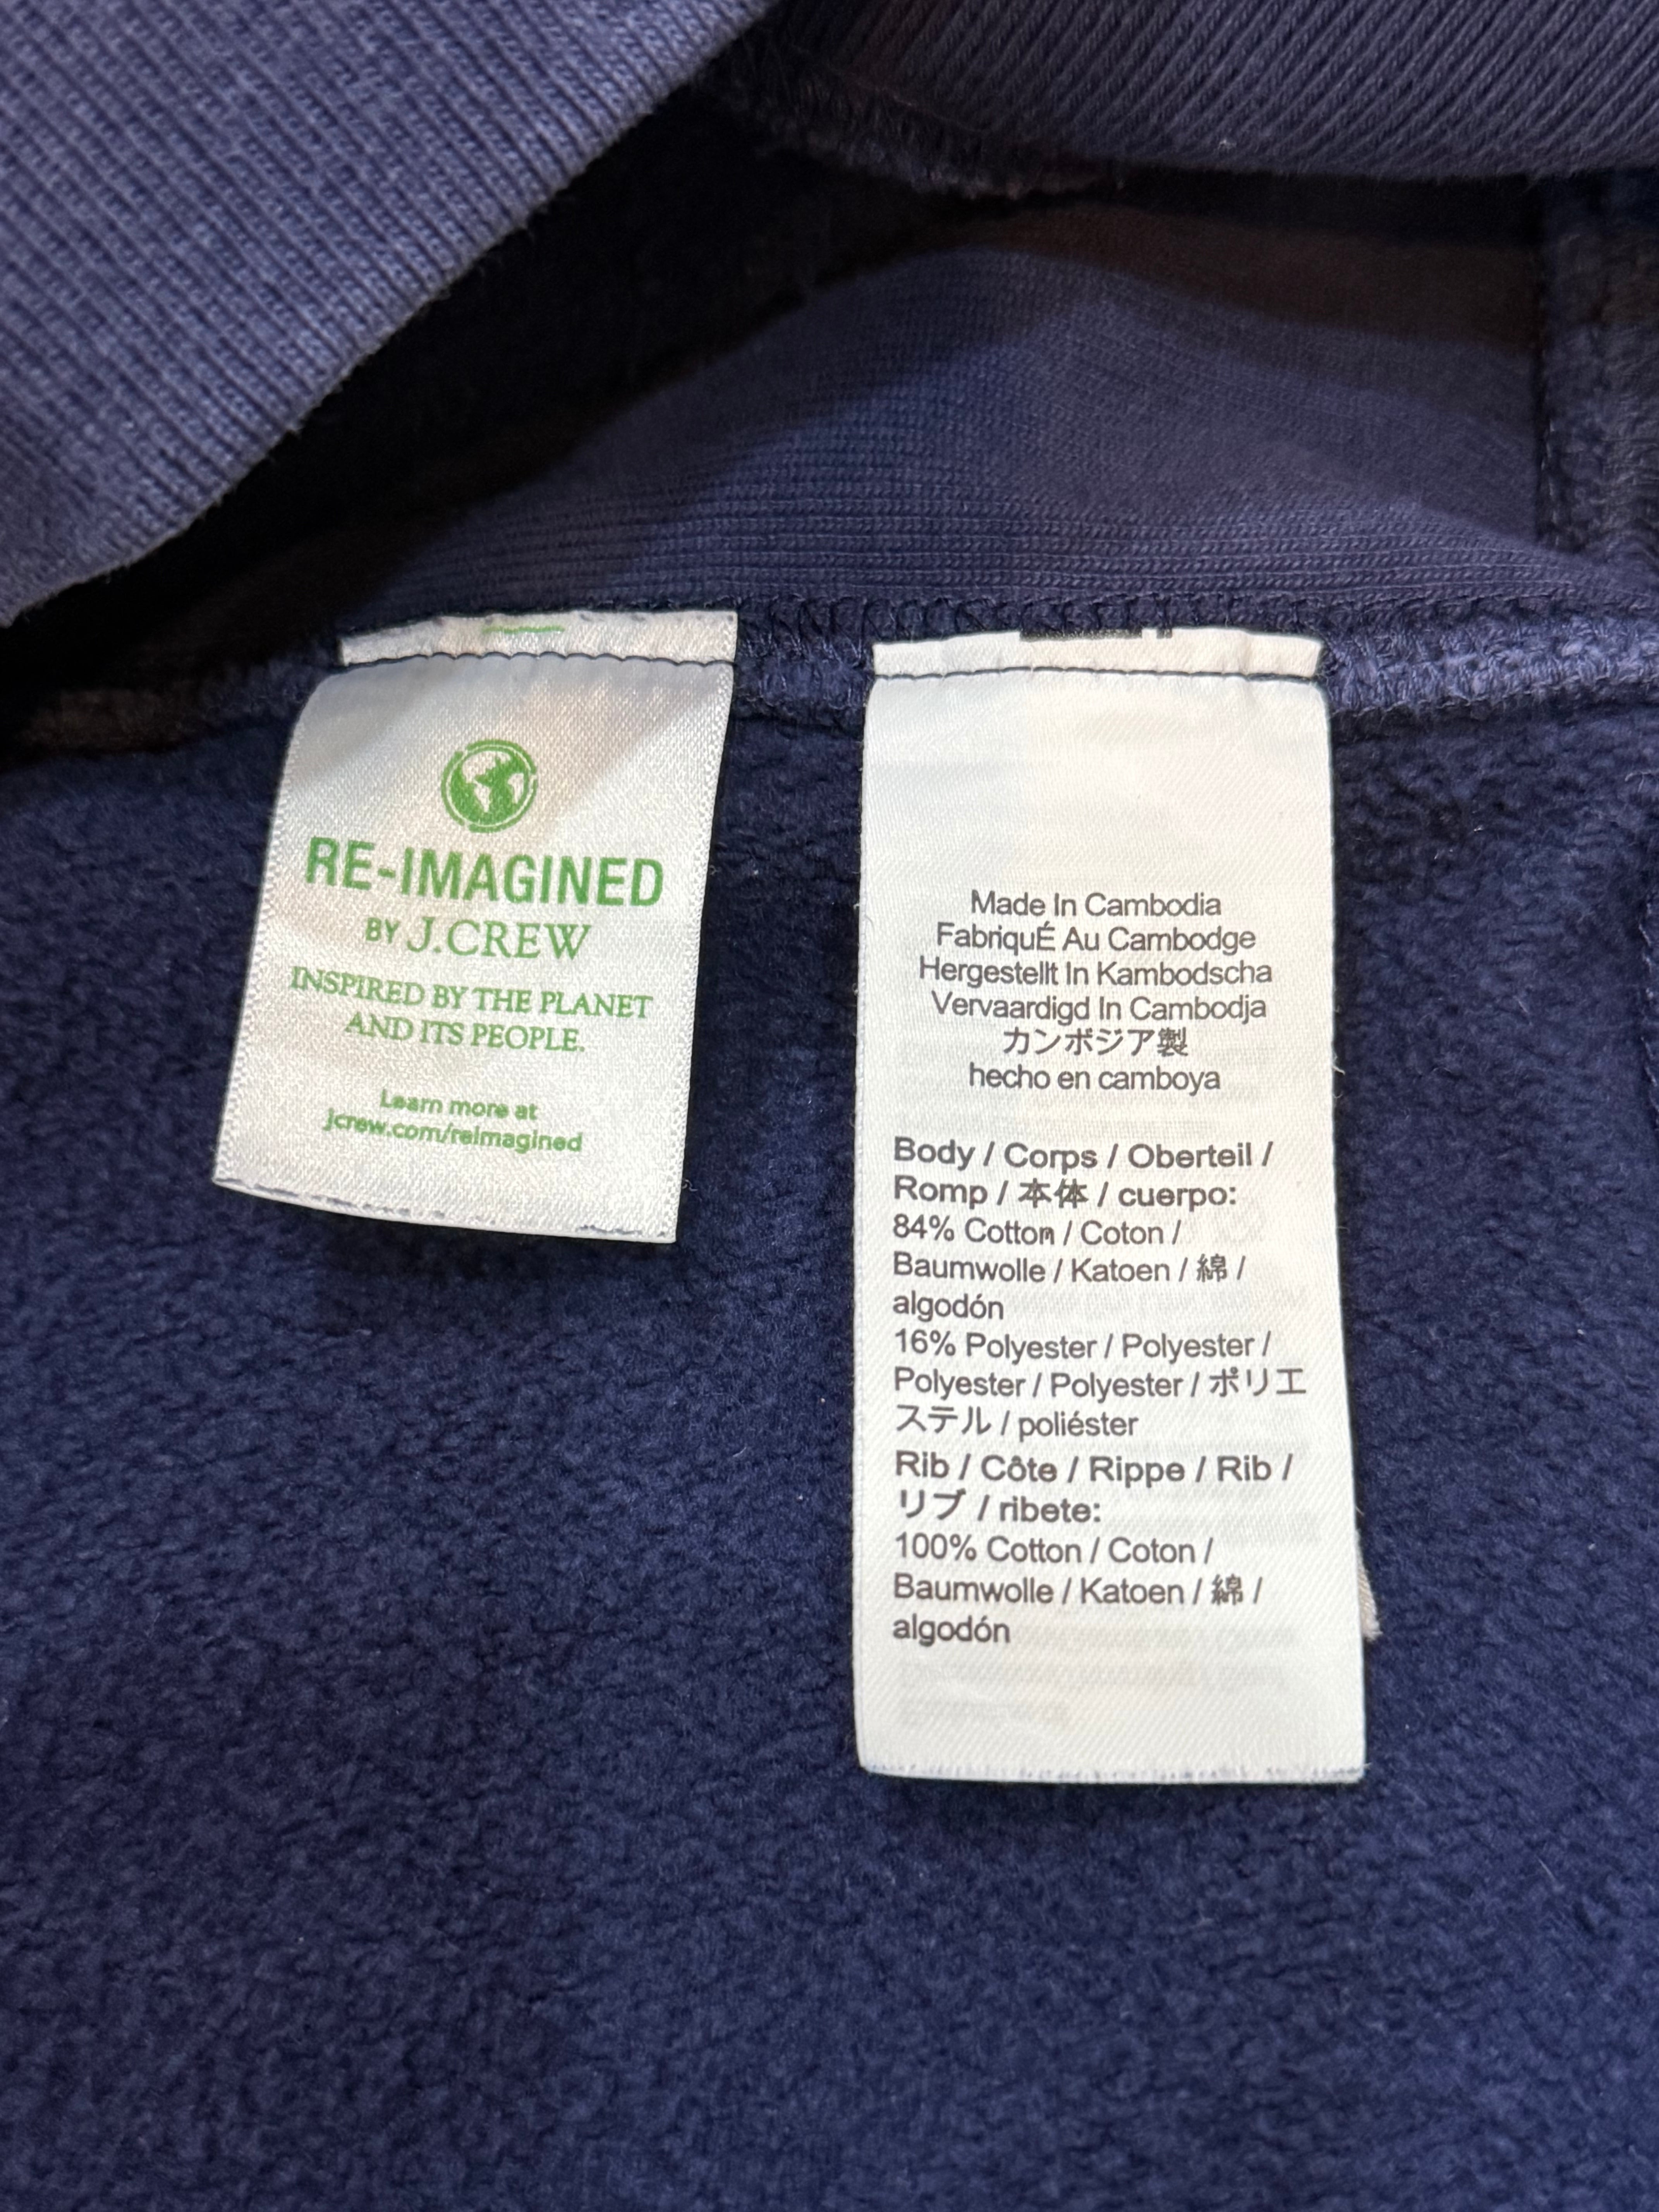 RE-IMAGINED
BY J.CREW
INSPIRED BY THE PLANET
AND ITS PEOPLE.
Learn more at
jcrew.com/reimagined
Made In Cambodia
FabriquÉ Au Cambodge
Hergestellt In Kambodscha
Vervaardigd In Cambodja
カンボジア製
hecho en camboya
Body / Corps / Oberteil /
Romp / 本体 / cuerpo:
84% Cotton / Coton /
Baumwolle / Katoen / 綿 /
algodón
16% Polyester / Polyester /
Polyester / Polyester / ポリエ
ステル / poliéster
Rib / Côte / Rippe / Rib /
リブ / ribete:
100% Cotton / Coton /
Baumwolle / Katoen / 綿 /
algodón